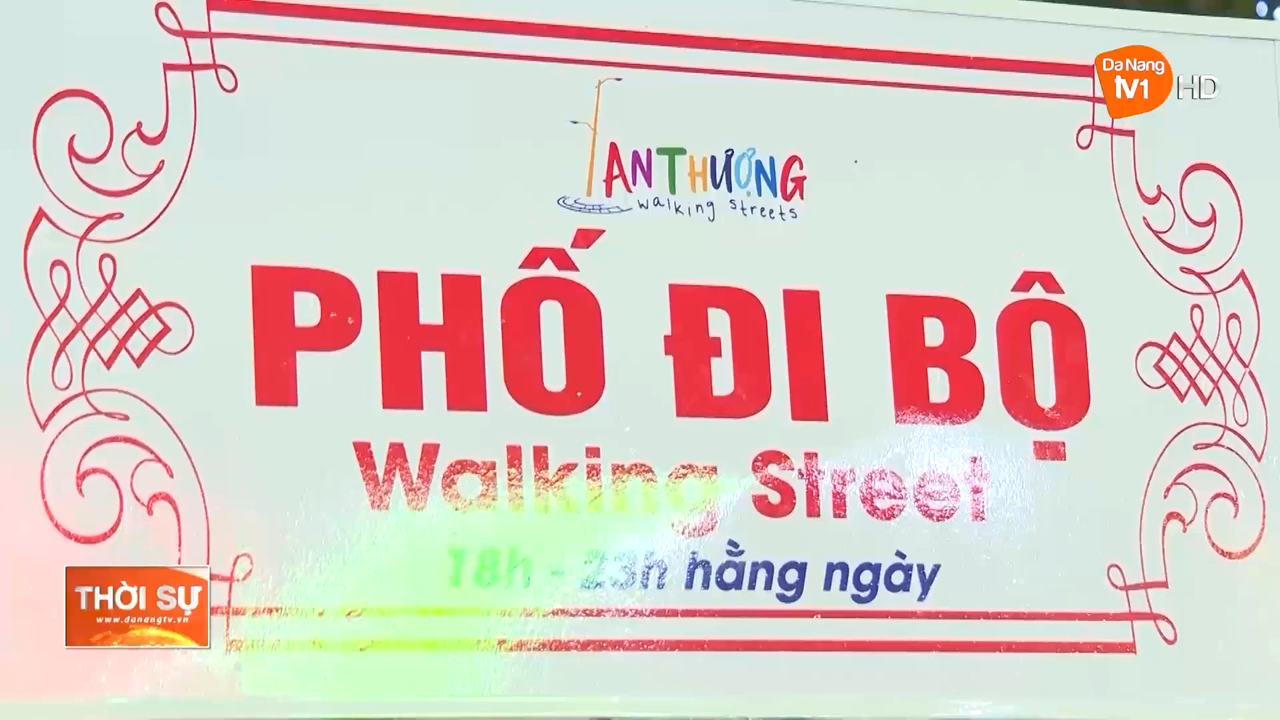 Da Nang
TV1 HD
AN THƯỢNG
walking streets
PHỐ ĐI BỘ
Walking Street
18h - 23h hằng ngày
THỜI SỰ
www.danangtv.vn